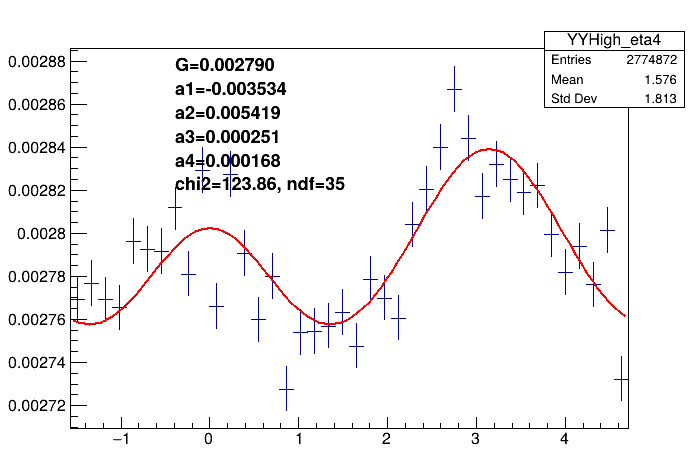 YYHigh_eta4
Entries 2774872
Mean 1.576
Std Dev 1.813
G=0.002790
a1=-0.003534
a2=0.005419
a3=0.000251
a4=0.000168
chi2=123.86, ndf=35
0.00288
0.00286
0.00284
0.00282
0.0028
0.00278
0.00276
0.00274
0.00272
−1 0 1 2 3 4